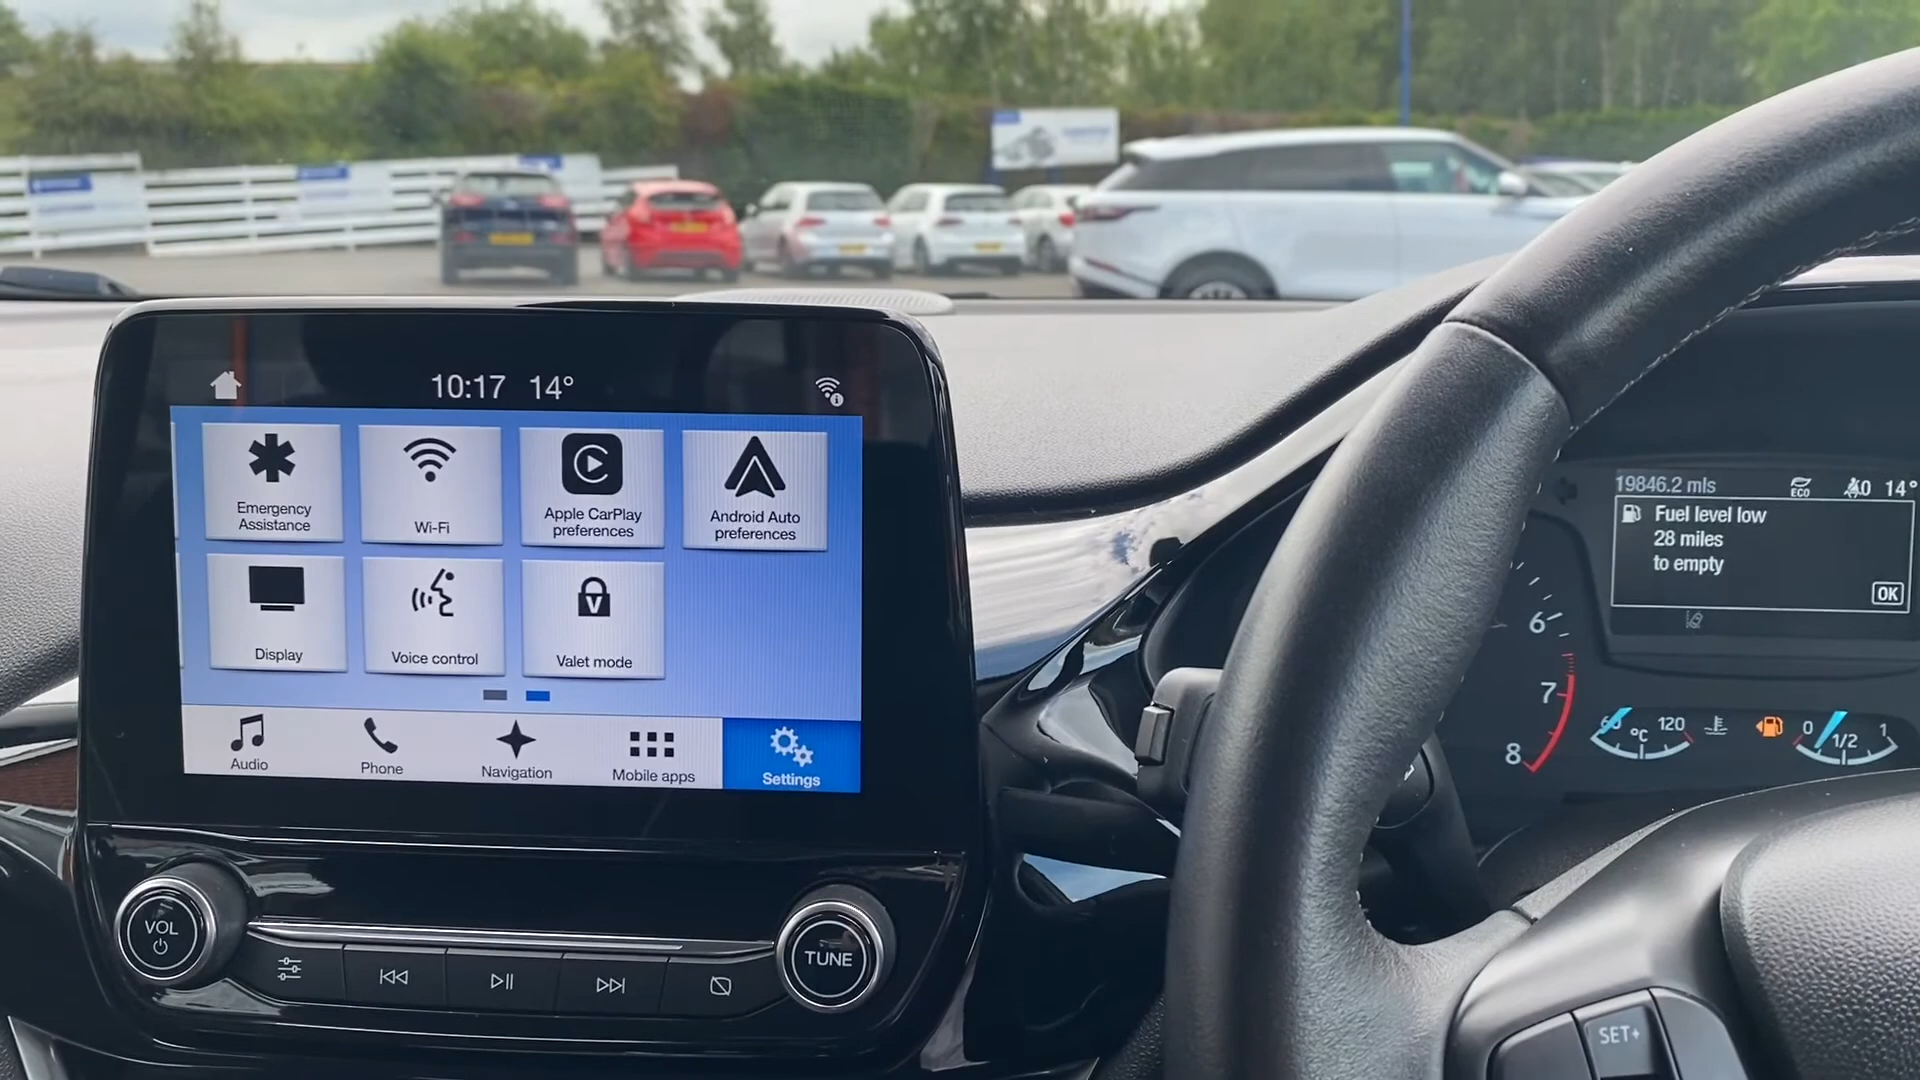 10:17 14°
Emergency
Assistance
Wi-Fi
Apple CarPlay
preferences
Android Auto
preferences
Display
Voice control
V
Valet mode
Audio
Phone
Navigation
Mobile apps
Settings
VOL
TUNE
19846.2 mls
ECO
14°
Fuel level low
28 miles
to empty
OK
6
7
8
60
°C
120
0
1/2
1
SET+